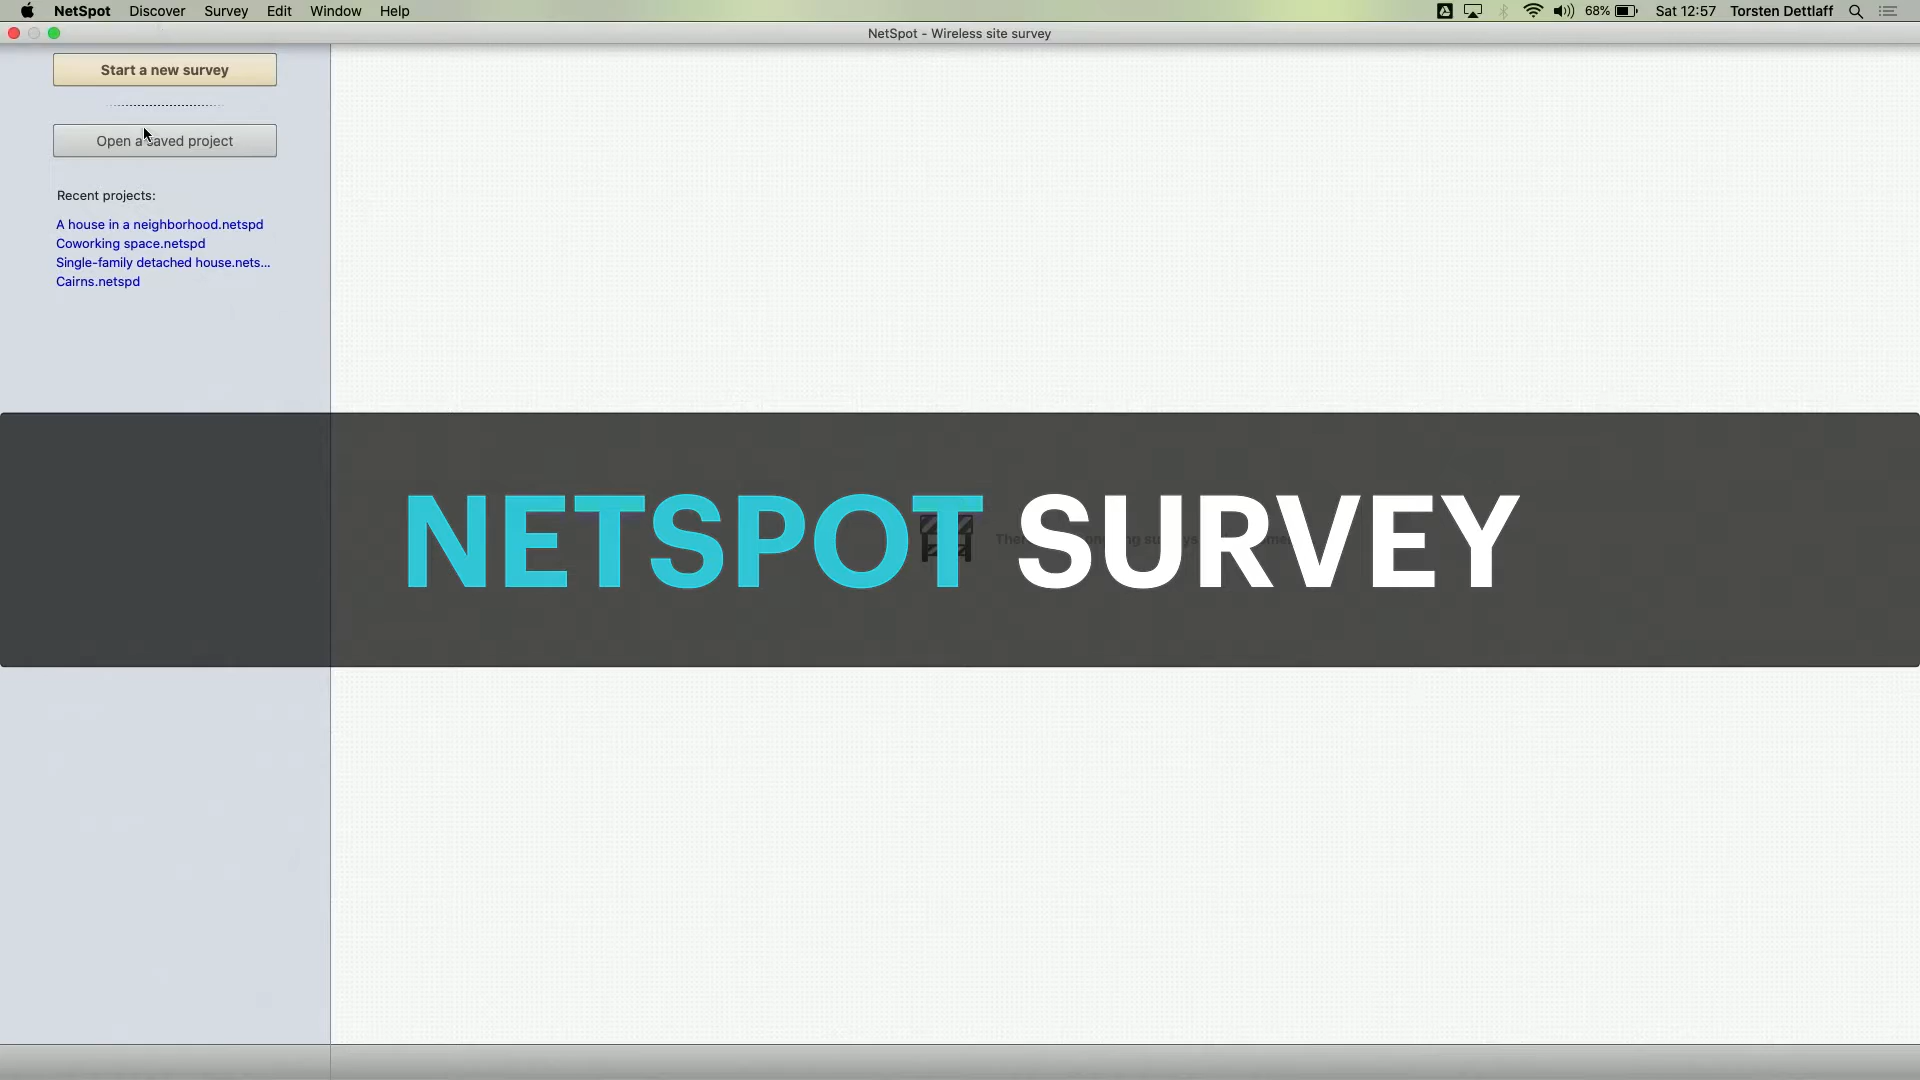 NetSpot Discover Survey Edit Window Help 68% Sat 12:57 Torsten Dettlaff
NetSpot - Wireless site survey
Start a new survey
Open a saved project
Recent projects:
A house in a neighborhood.netspd
Coworking space.netspd
Single-family detached house.nets...
Cairns.netspd
NETSPOT SURVEY